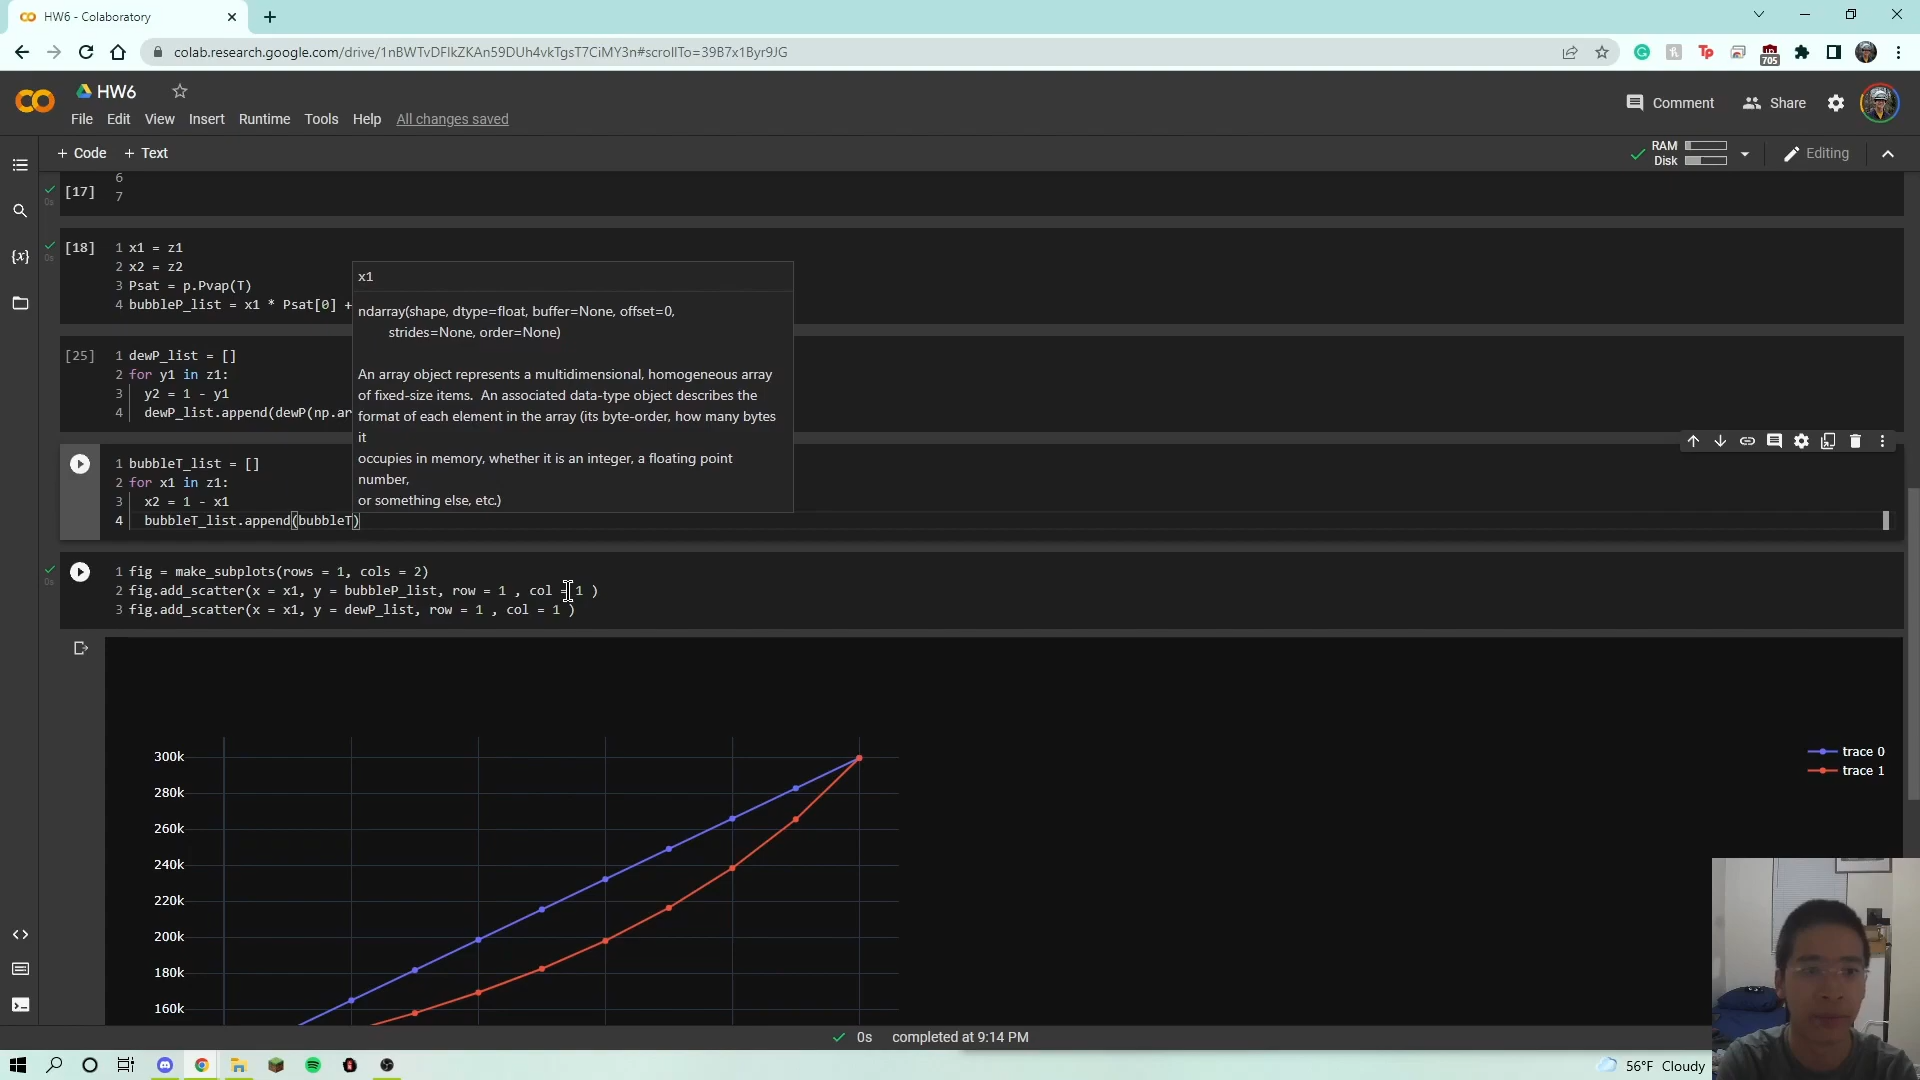 HW6 - Colaboratory
colab.research.google.com/drive/1nBWTvDFlkZKAn59DUh4vkTgsT7CiMY3n#scrollTo=39B7x1Byr9JG
705
HW6
File Edit View Insert Runtime Tools Help All changes saved
Comment
Share
+ Code + Text
RAM
Disk
Editing
[17]
6
7
[18]
1 x1 = z1
2 x2 = z2
3 Psat = p.Pvap(T)
4 bubbleP_list = x1 * Psat[0] +
x1
ndarray(shape, dtype=float, buffer=None, offset=0,
strides=None, order=None)
An array object represents a multidimensional, homogeneous array
of fixed-size items. An associated data-type object describes the
format of each element in the array (its byte-order, how many bytes
it
occupies in memory, whether it is an integer, a floating point
number,
or something else, etc.)
[25]
1 dewP_list = []
2 for y1 in z1:
3 y2 = 1 - y1
4 dewP_list.append(dewP(np.ar
1 bubbleT_list = []
2 for x1 in z1:
3 x2 = 1 - x1
4 bubbleT_list.append(bubbleT)
1 fig = make_subplots(rows = 1, cols = 2)
2 fig.add_scatter(x = x1, y = bubbleP_list, row = 1 , col = 1 )
3 fig.add_scatter(x = x1, y = dewP_list, row = 1 , col = 1 )
300k
280k
260k
240k
220k
200k
180k
160k
trace 0
trace 1
0s completed at 9:14 PM
56°F Cloudy